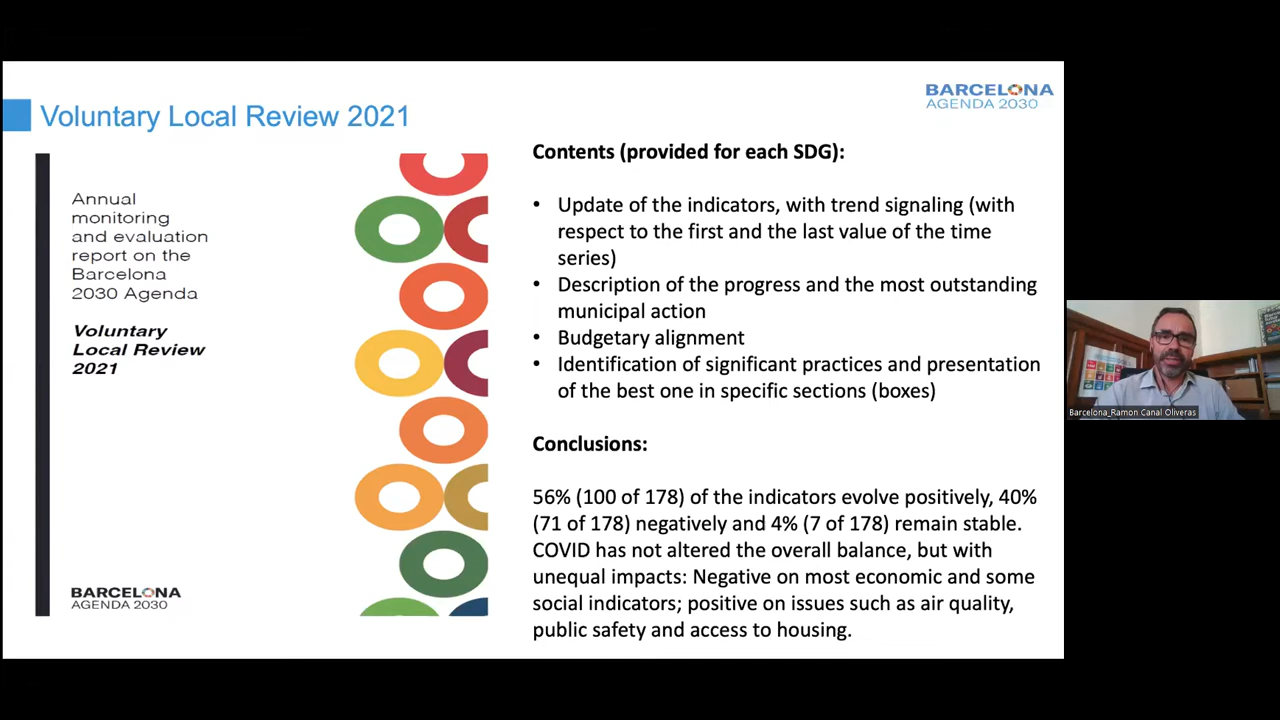 Voluntary Local Review 2021
BARCELONA
AGENDA 2030
Annual
monitoring
and evaluation
report on the
Barcelona
2030 Agenda
Voluntary
Local Review
2021
BARCELONA
AGENDA 2030
Contents (provided for each SDG):
• Update of the indicators, with trend signaling (with
respect to the first and the last value of the time
series)
• Description of the progress and the most outstanding
municipal action
• Budgetary alignment
• Identification of significant practices and presentation
of the best one in specific sections (boxes)
Conclusions:
56% (100 of 178) of the indicators evolve positively, 40%
(71 of 178) negatively and 4% (7 of 178) remain stable.
COVID has not altered the overall balance, but with
unequal impacts: Negative on most economic and some
social indicators; positive on issues such as air quality,
public safety and access to housing.
Barcelona_Ramon Canal Oliveras